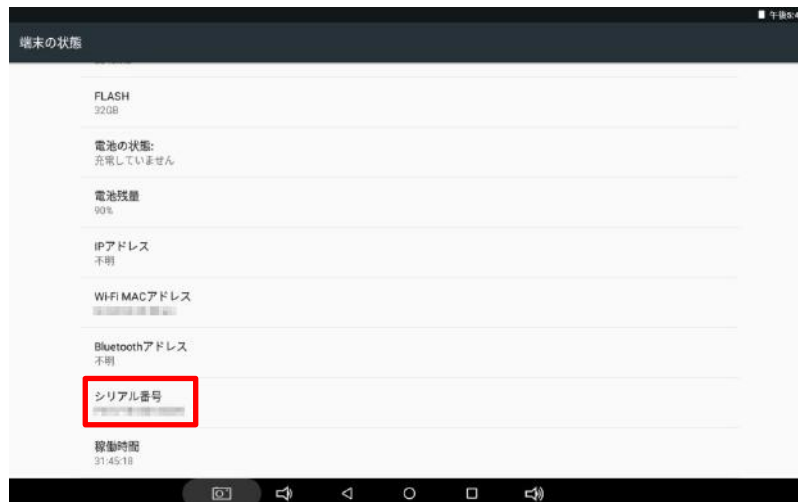 午後5:4
端末の状態
FLASH
32GB
電池の状態:
充電していません
電池残量
90%
IPアドレス
不明
Wi-Fi MACアドレス
Bluetoothアドレス
不明
シリアル番号
稼働時間
31:45:18